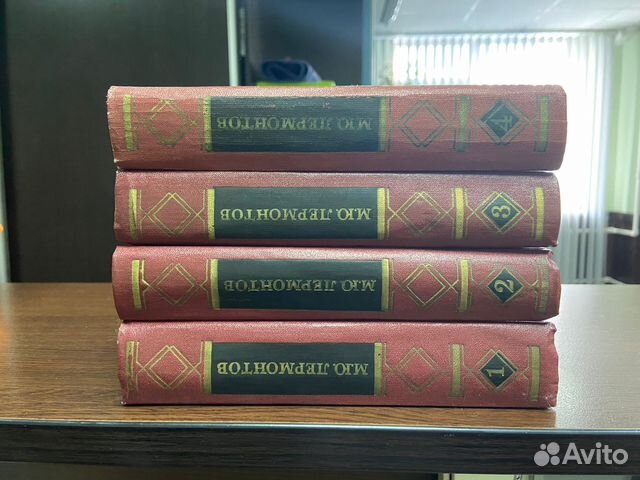 М.Ю. ЛЕРМОНТОВ 4
М.Ю. ЛЕРМОНТОВ 3
М.Ю. ЛЕРМОНТОВ 2
М.Ю. ЛЕРМОНТОВ 1
Avito